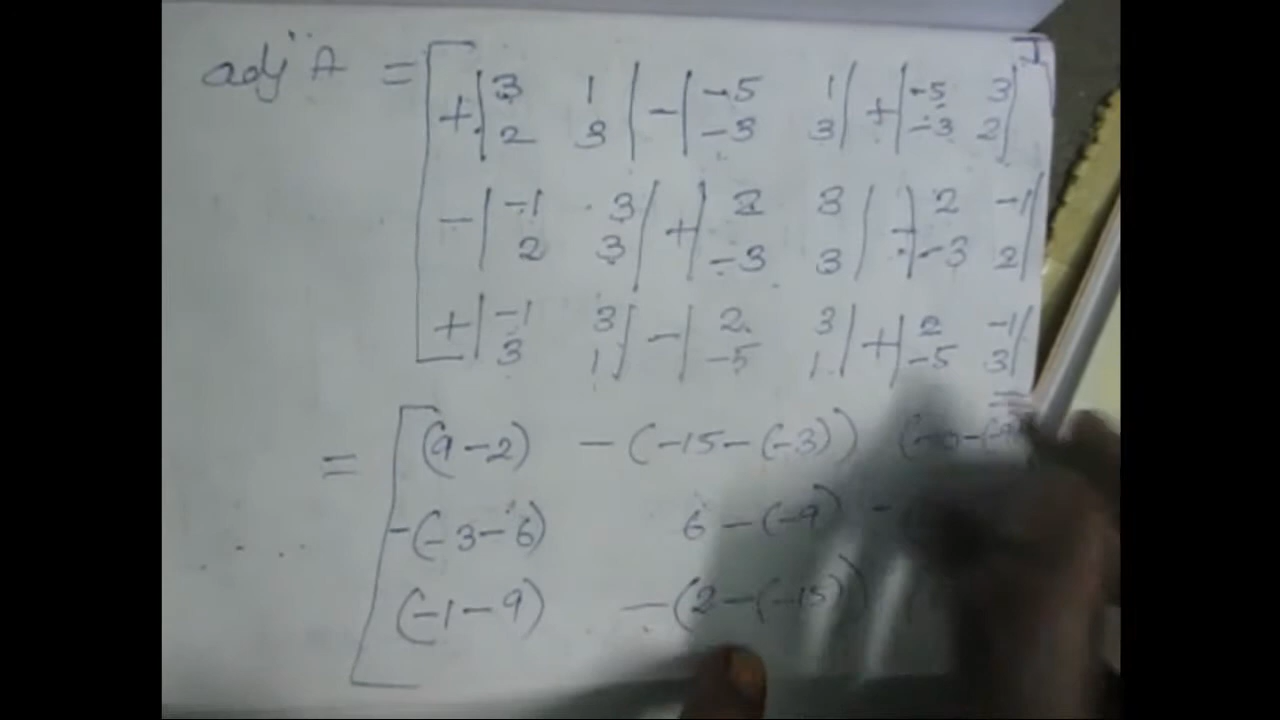 adj A = [ +| 3 1 | -| -5 1 | +| -5 3 | ]T
2 3 -3 3 -3 2
-| -1 3 | +| 2 3 | -| 2 -1 |
2 3 -3 3 -3 2
+| -1 3 | -| 2 3 | +| 2 -1 |
3 1 -5 1 -5 3
= [ (9-2) -(-15-(-3))
-(-3-6) 6-(-9) -
(-1-9) -(2-(-15)) (